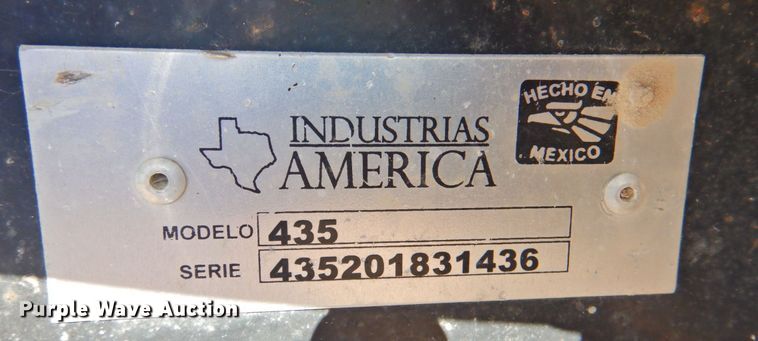 HECHO EN
MEXICO
INDUSTRIAS
AMERICA
MODELO 435
SERIE 435201831436
Purple Wave Auction